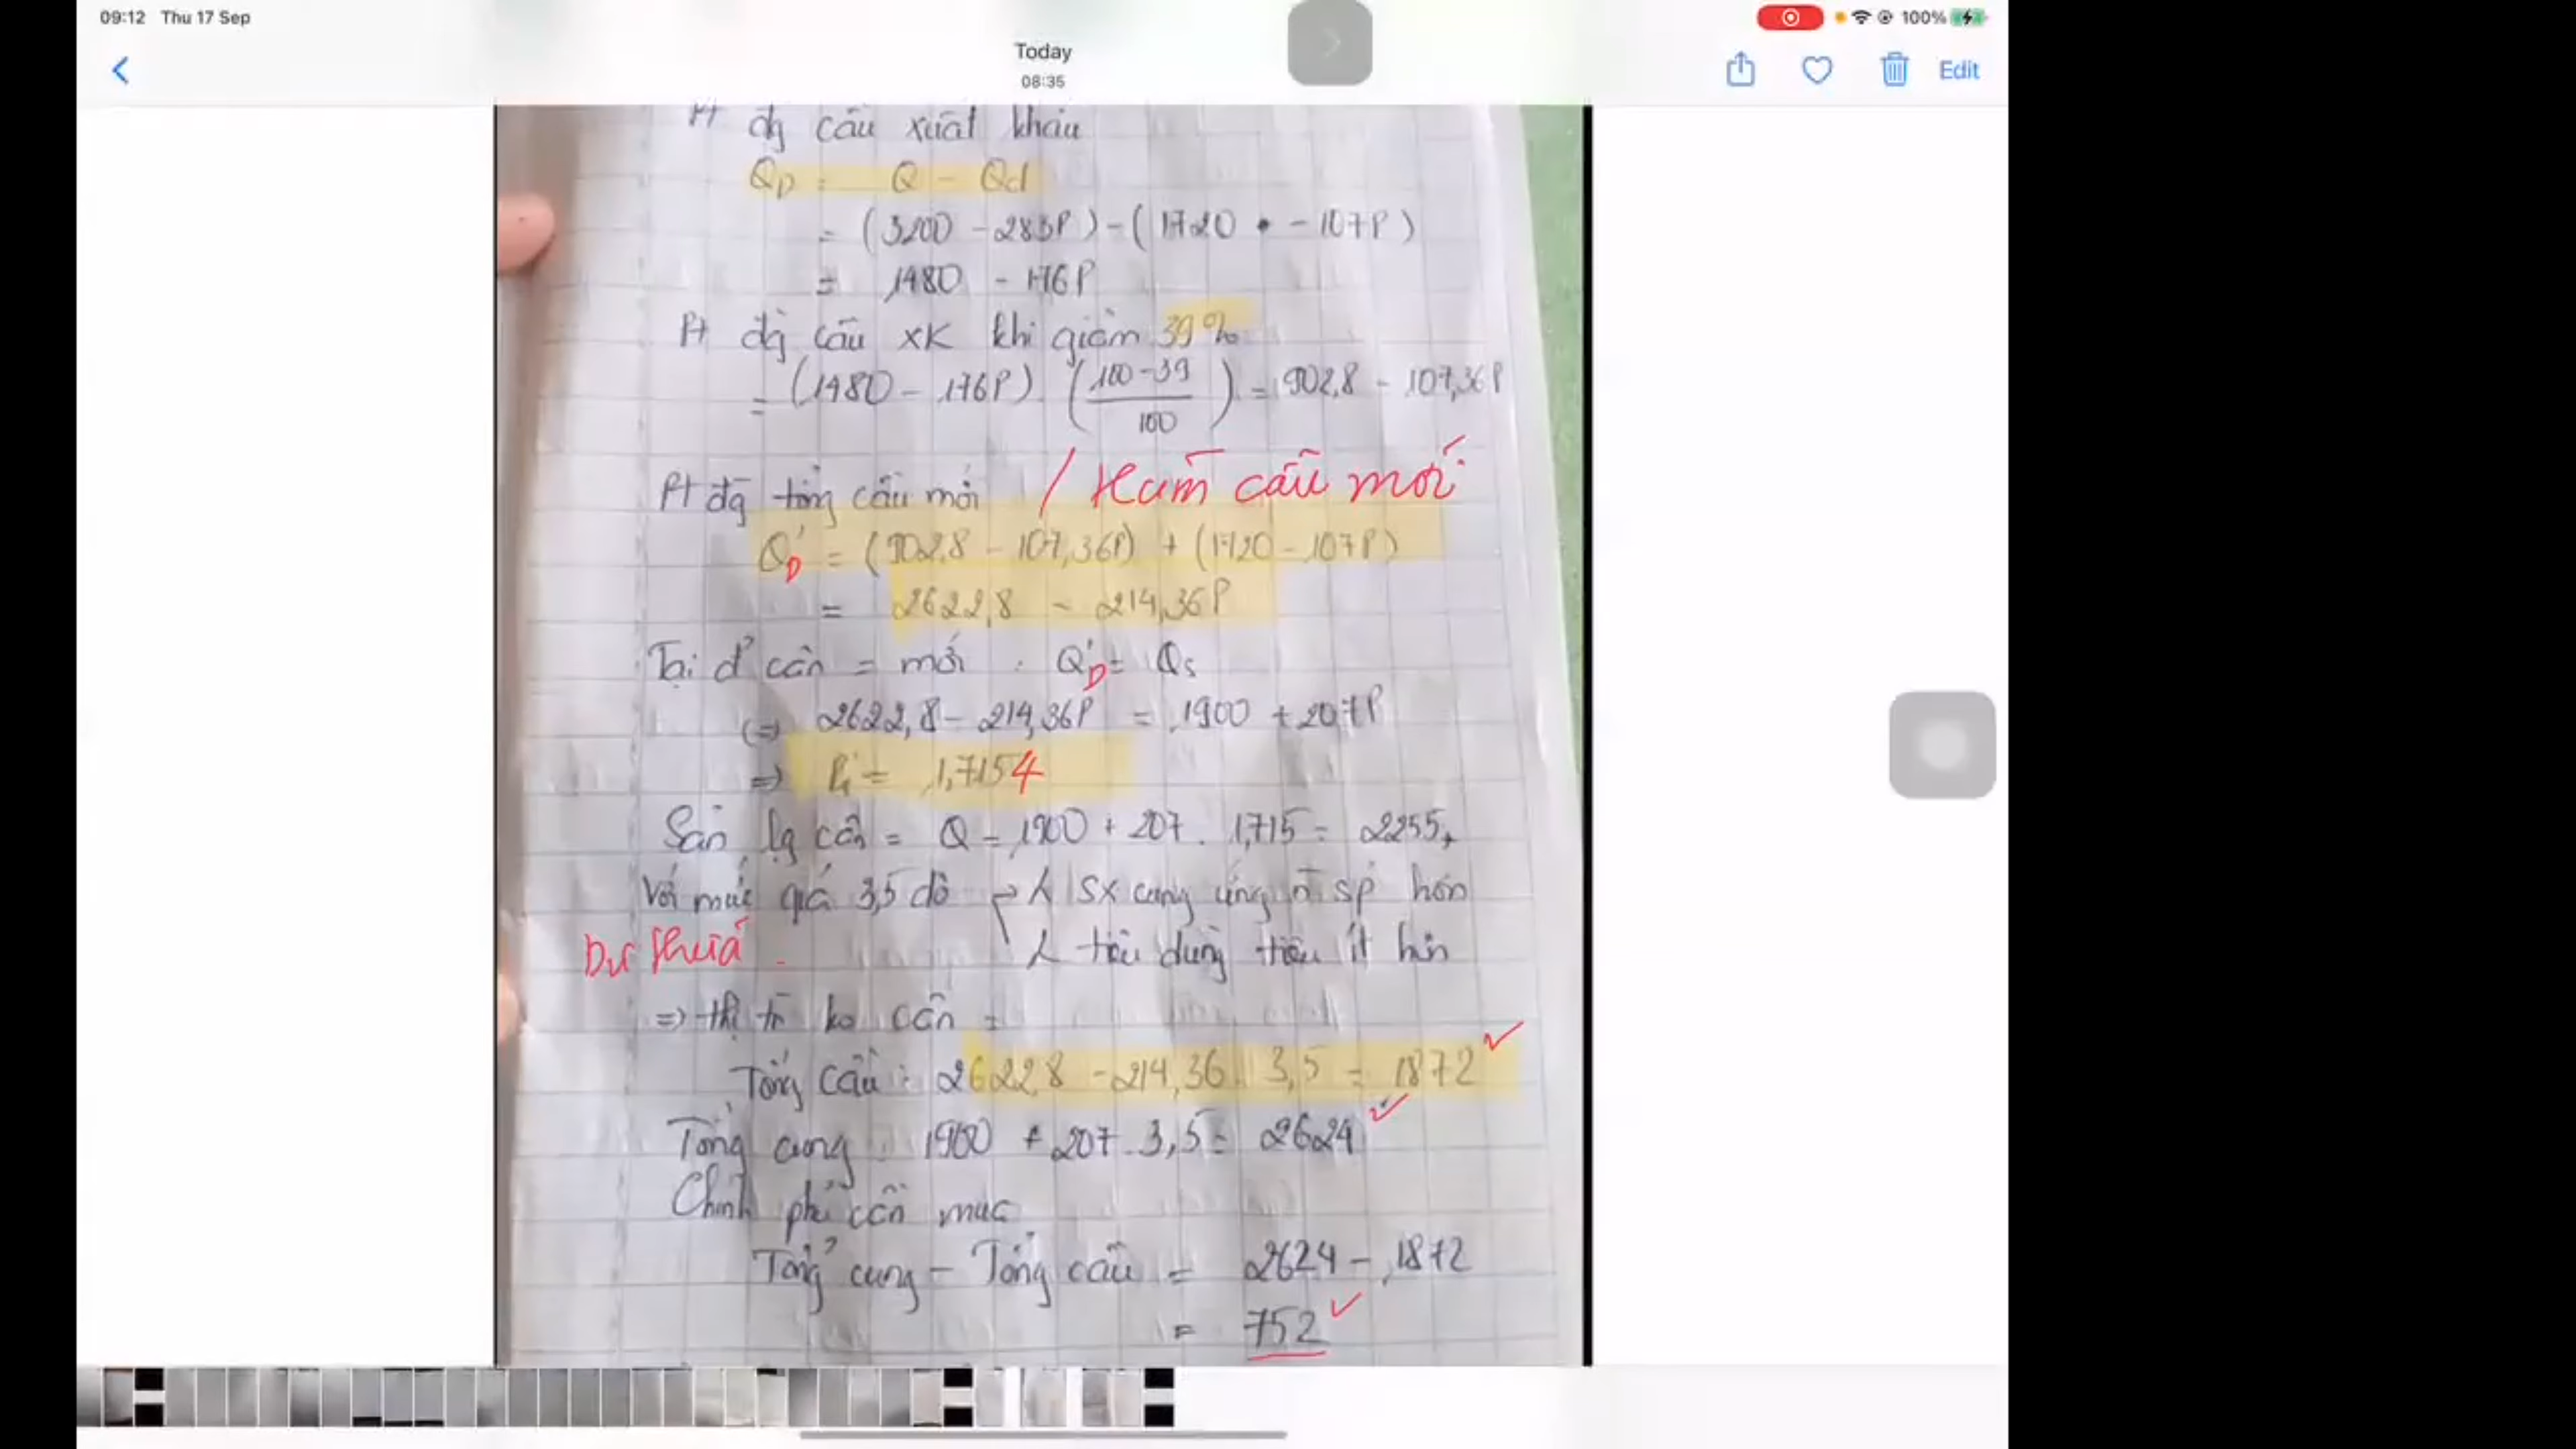 09:12 Thu 17 Sep
100%
Today
08:35
Edit
Pt đg cầu xuất khẩu
QD = Q - Qd
= (3200 - 283P) - (1720 - 107P)
= 1480 - 176P
Pt đg cầu XK khi giảm 39%
= (1480 - 176P) (100-39/100) = 902,8 - 107,36P
Pt đg tổng cầu mới / Hàm cầu mới
Q'D = (902,8 - 107,36P) + (1720 - 107P)
= 2622,8 - 214,36P
Tại đ' cân = mới : Q'D = Qs
(=) 2622,8 - 214,36P = 1900 + 207P
=) = 1,7154
Sản lg cân = Q = 1900 + 207 . 1,715 = 2255,
Với mức giá 3,5 đô SX cung ứng n sp hơn
Dư thừa . tiêu dùng tiêu ít hơn
=) thị tr ko cân =
Tổng cầu : 2622,8 - 214,36 . 3,5 = 1872
Tổng cung : 1900 + 207 . 3,5 = 2624
Chính phủ cần mua
Tổng cung - Tổng cầu = 2624 - 1872
= 752